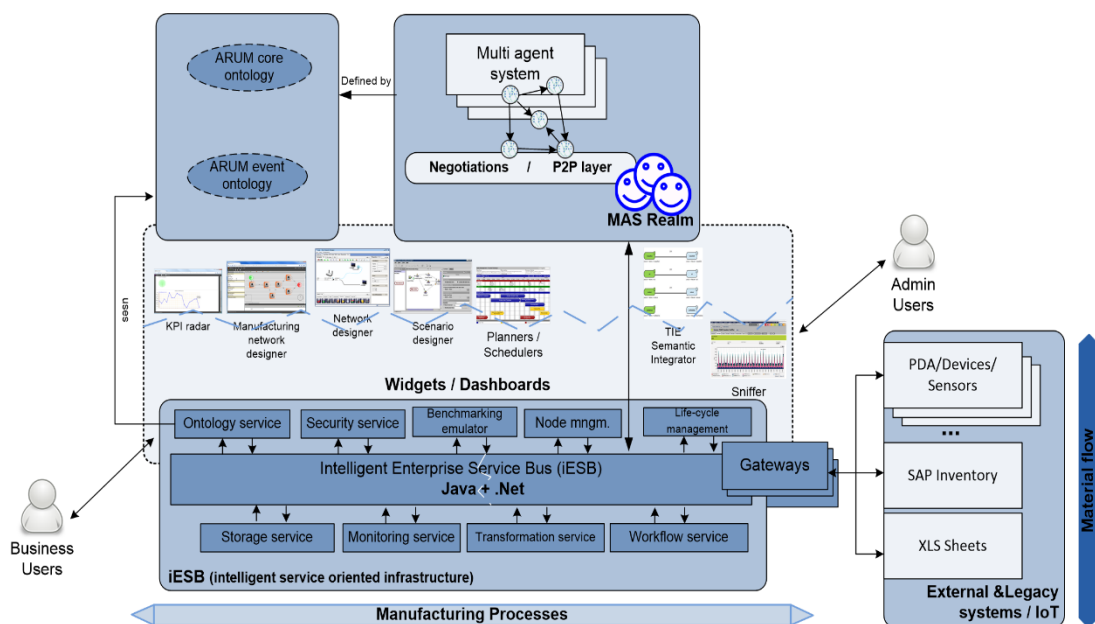 ARUM core
ontology
ARUM event
ontology
Defined by
Multi agent
system
Negotiations / P2P layer
MAS Realm
uses
KPI radar
Manufacturing
network
designer
Network
designer
Scenario
designer
Planners /
Schedulers
TIE
Semantic
Integrator
Sniffer
Admin
Users
Widgets / Dashboards
Ontology service
Security service
Benchmarking
emulator
Node mngm.
Life-cycle
management
Intelligent Enterprise Service Bus (iESB)
Java + .Net
Gateways
Storage service
Monitoring service
Transformation service
Workflow service
iESB (intelligent service oriented infrastructure)
Business
Users
PDA/Devices/
Sensors
...
SAP Inventory
XLS Sheets
External &Legacy
systems / IoT
Material flow
Manufacturing Processes